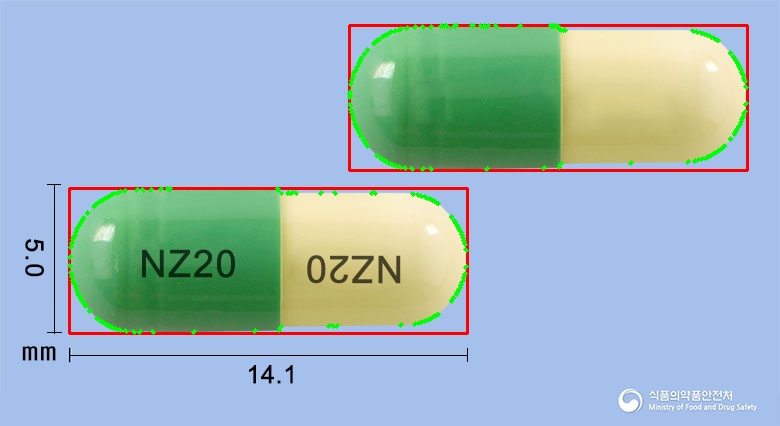 5.0
NZ20
NZ20
mm
14.1
식품의약품안전처
Ministry of Food and Drug Safety